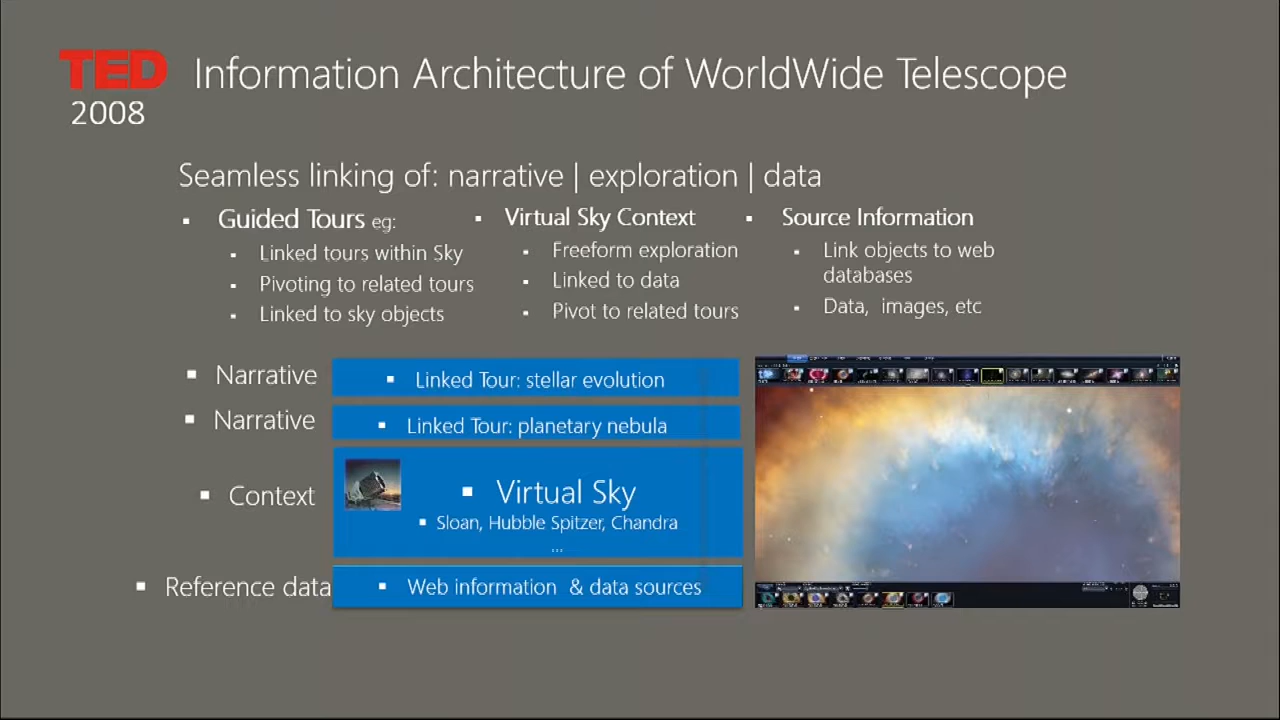 TED
2008
Information Architecture of WorldWide Telescope
Seamless linking of: narrative | exploration | data
▪ Guided Tours eg:
▪ Linked tours within Sky
▪ Pivoting to related tours
▪ Linked to sky objects
▪ Virtual Sky Context
▪ Freeform exploration
▪ Linked to data
▪ Pivot to related tours
▪ Source Information
▪ Link objects to web
databases
▪ Data, images, etc
▪ Narrative
▪ Linked Tour: stellar evolution
▪ Narrative
▪ Linked Tour: planetary nebula
▪ Context
▪ Virtual Sky
▪ Sloan, Hubble Spitzer, Chandra
...
▪ Reference data
▪ Web information & data sources